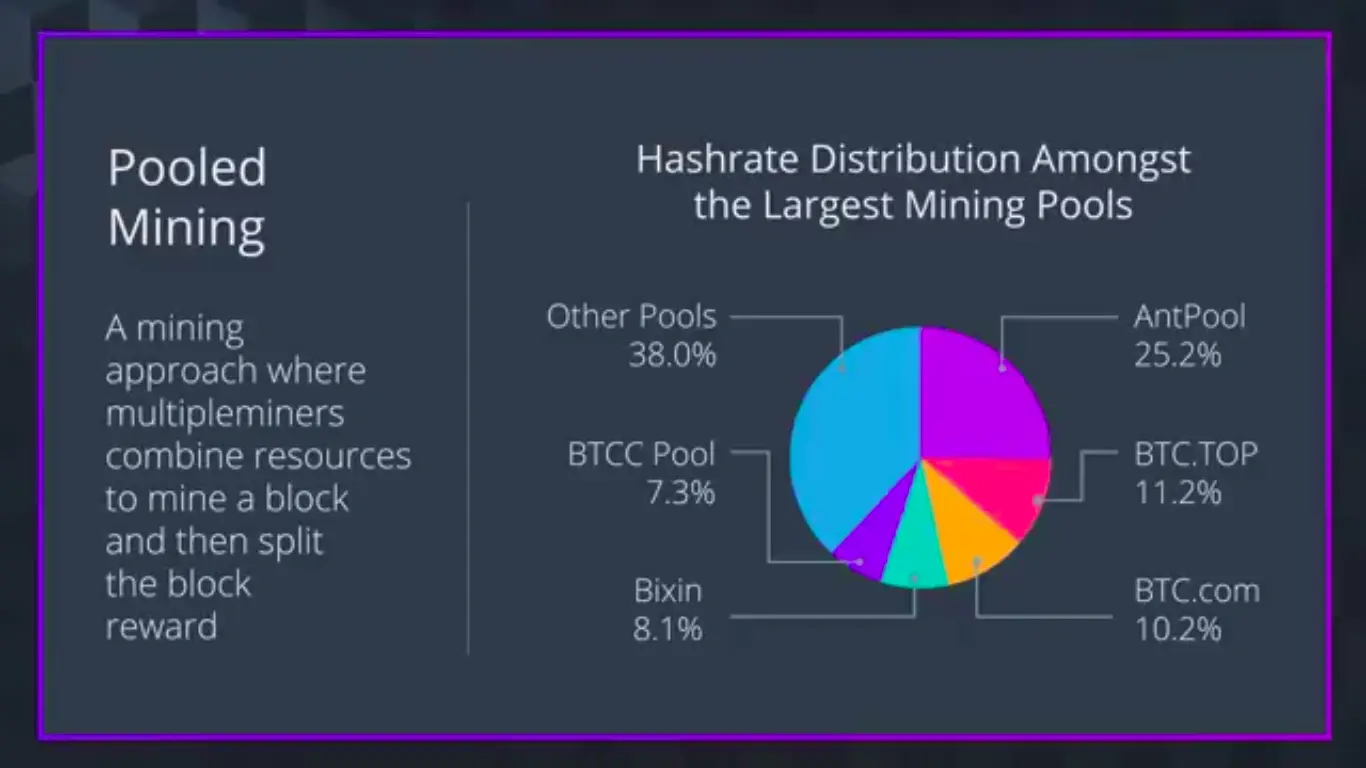 Pooled
Mining
A mining
approach where
multipleminers
combine resources
to mine a block
and then split
the block
reward
Hashrate Distribution Amongst
the Largest Mining Pools
Other Pools
38.0%
AntPool
25.2%
BTCC Pool
7.3%
BTC.TOP
11.2%
Bixin
8.1%
BTC.com
10.2%